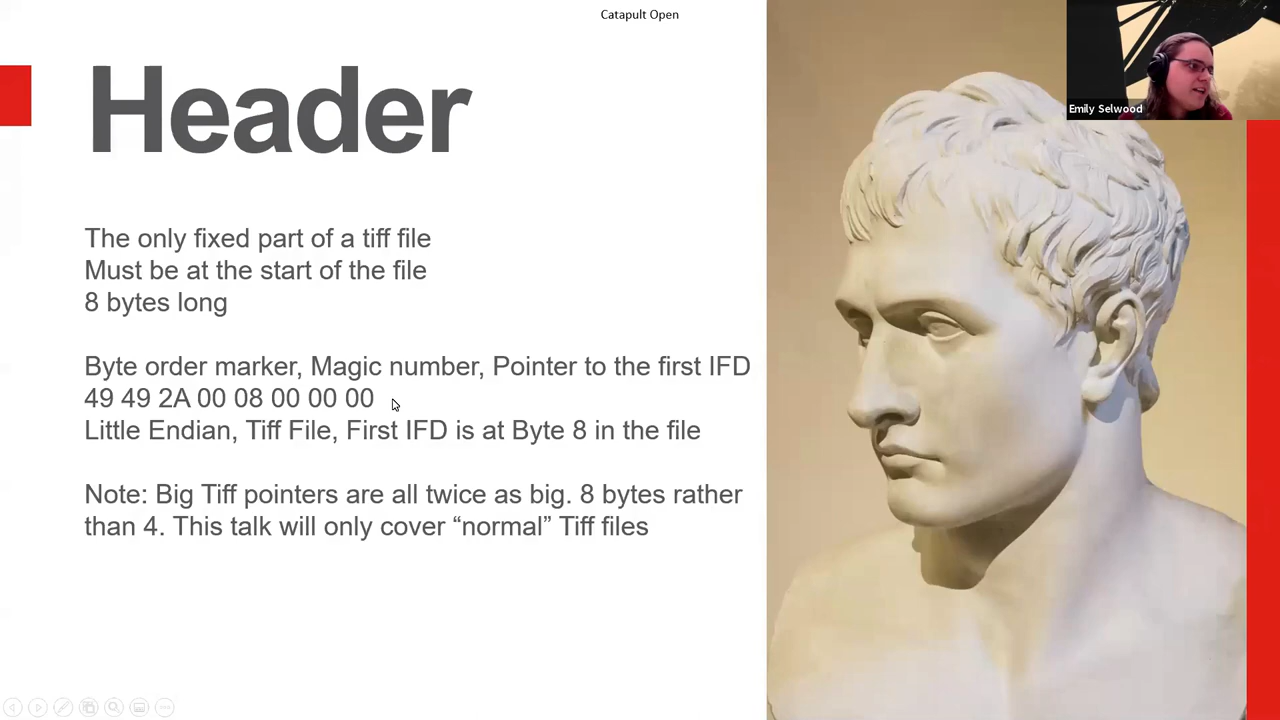 Catapult Open
Header
Emily Selwood
The only fixed part of a tiff file
Must be at the start of the file
8 bytes long
Byte order marker, Magic number, Pointer to the first IFD
49 49 2A 00 08 00 00 00
Little Endian, Tiff File, First IFD is at Byte 8 in the file
Note: Big Tiff pointers are all twice as big. 8 bytes rather
than 4. This talk will only cover “normal” Tiff files